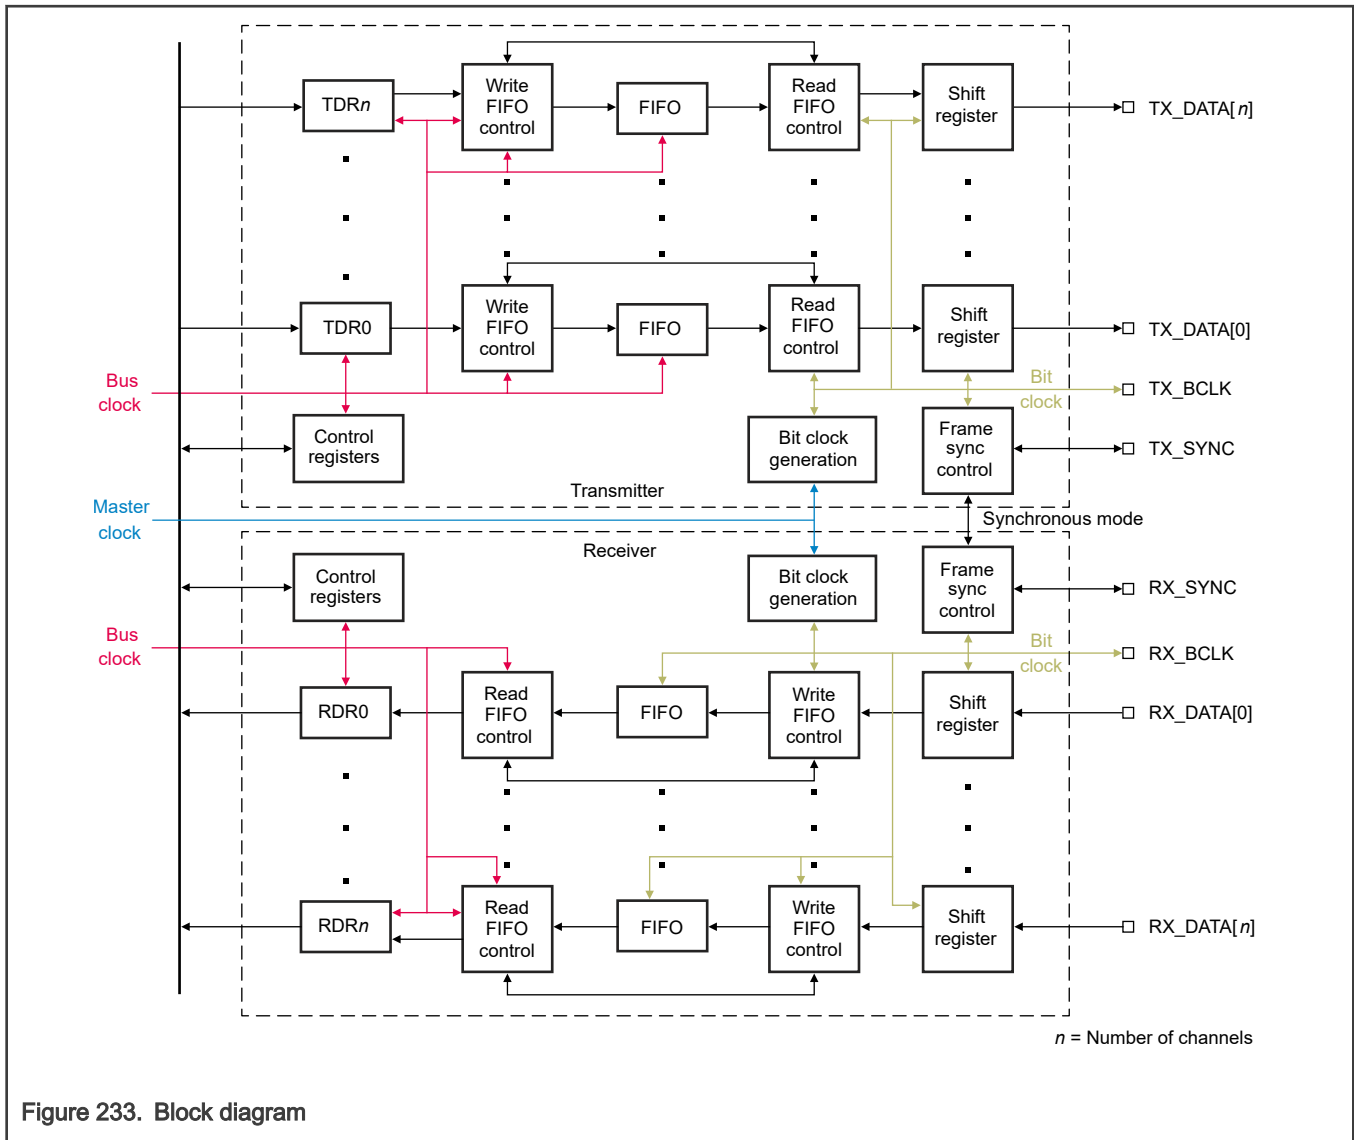 TDRn
Write
FIFO
control
FIFO
Read
FIFO
control
Shift
register
TX_DATA[n]
TDR0
Write
FIFO
control
FIFO
Read
FIFO
control
Shift
register
TX_DATA[0]
Bus
clock
Bit
clock
TX_BCLK
Control
registers
Bit clock
generation
Frame
sync
control
TX_SYNC
Transmitter
Master
clock
Synchronous mode
Receiver
Control
registers
Bit clock
generation
Frame
sync
control
RX_SYNC
Bus
clock
Bit
clock
RX_BCLK
RDR0
Read
FIFO
control
FIFO
Write
FIFO
control
Shift
register
RX_DATA[0]
RDRn
Read
FIFO
control
FIFO
Write
FIFO
control
Shift
register
RX_DATA[n]
n = Number of channels
Figure 233. Block diagram